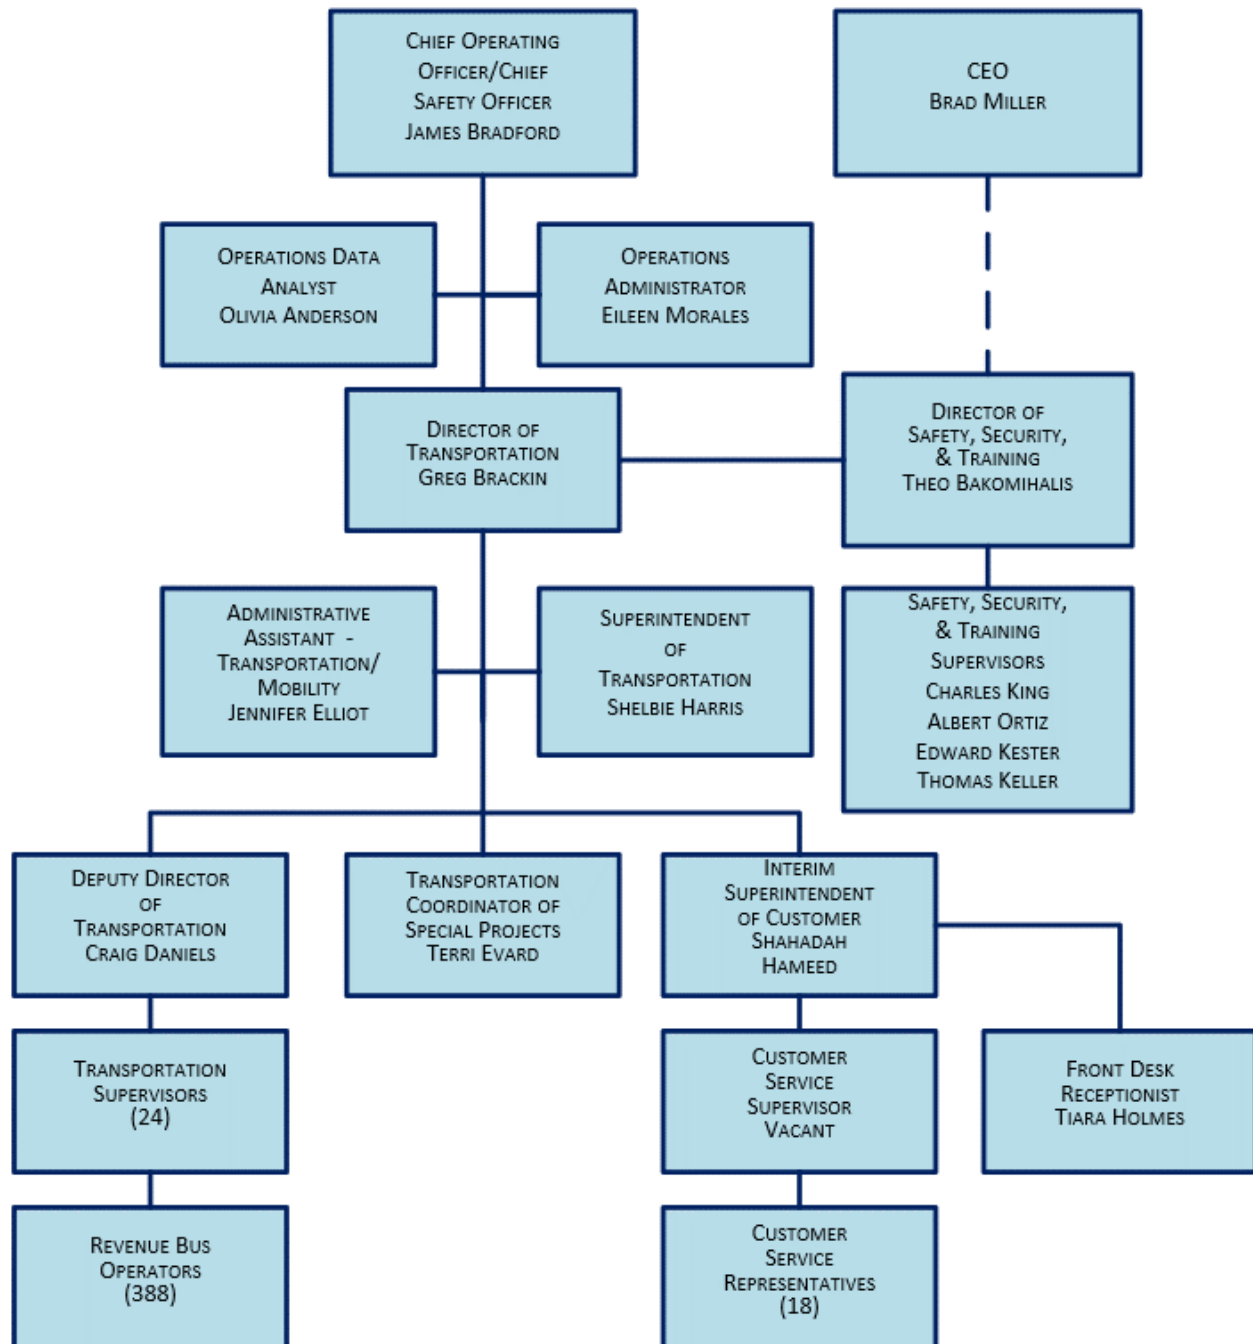 Chief Operating
Officer/Chief
Safety Officer
James Bradford
CEO
Brad Miller
Operations Data
Analyst
Olivia Anderson
Operations
Administrator
Eileen Morales
Director of
Transportation
Greg Brackin
Director of
Safety, Security,
& Training
Theo Bakomihalis
Administrative
Assistant -
Transportation/
Mobility
Jennifer Elliot
Superintendent
of
Transportation
Shelbie Harris
Safety, Security,
& Training
Supervisors
Charles King
Albert Ortiz
Edward Kester
Thomas Keller
Deputy Director
of
Transportation
Craig Daniels
Transportation
Coordinator of
Special Projects
Terri Evard
Interim
Superintendent
of Customer
Shahadah
Hameed
Transportation
Supervisors
(24)
Customer
Service
Supervisor
Vacant
Front Desk
Receptionist
Tiara Holmes
Revenue Bus
Operators
(388)
Customer
Service
Representatives
(18)